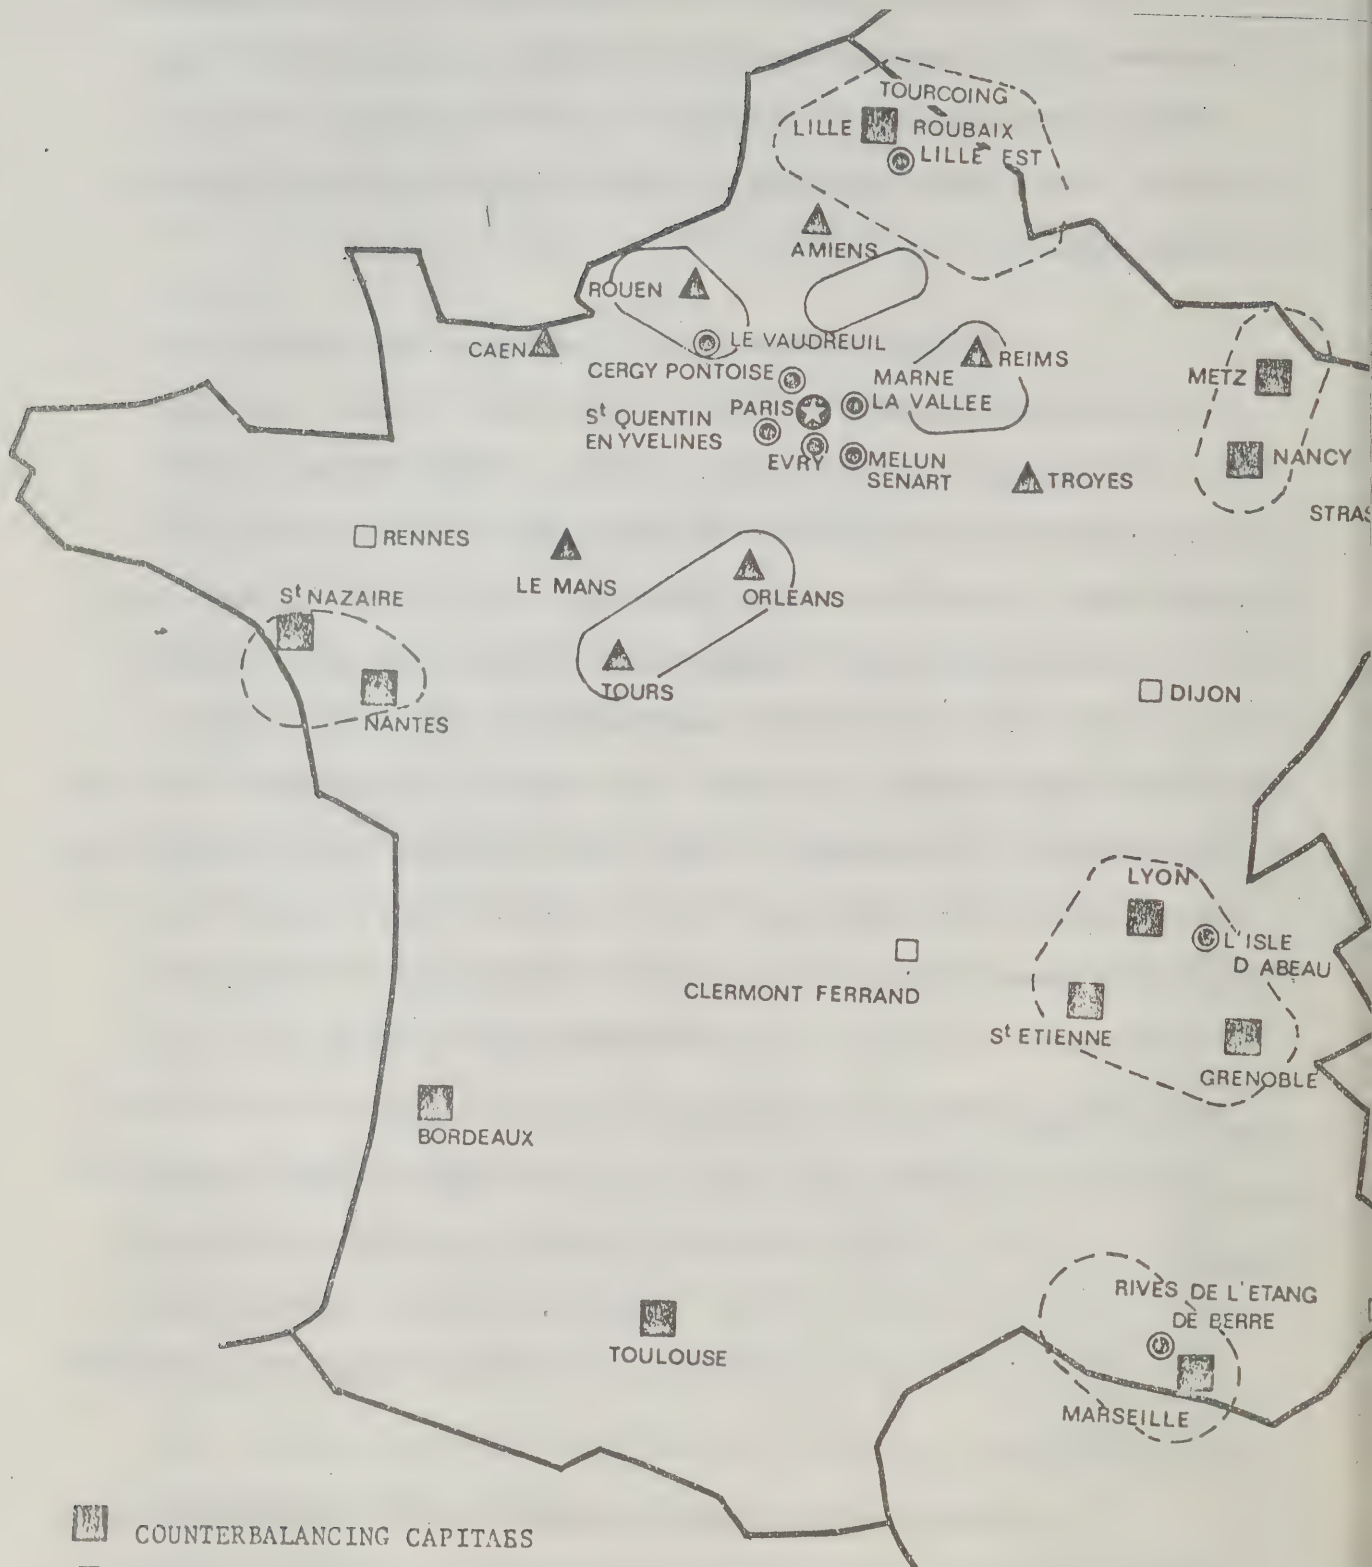 TOURCOING
LILLE ROUBAIX
LILLE EST
AMIENS
ROUEN
CAEN
LE VAUDREUIL
CERGY PONTOISE
MARNE
LA VALLEE
REIMS
METZ
PARIS
St QUENTIN
EN YVELINES
EVRY
MELUN
SENART
TROYES
NANCY
STRAS
RENNES
LE MANS
ORLEANS
St NAZAIRE
TOURS
NANTES
DIJON
LYON
L'ISLE
D ABEAU
CLERMONT FERRAND
St ETIENNE
GRENOBLE
BORDEAUX
RIVES DE L'ETANG
DE BERRE
TOULOUSE
MARSEILLE
COUNTERBALANCING CAPITABS